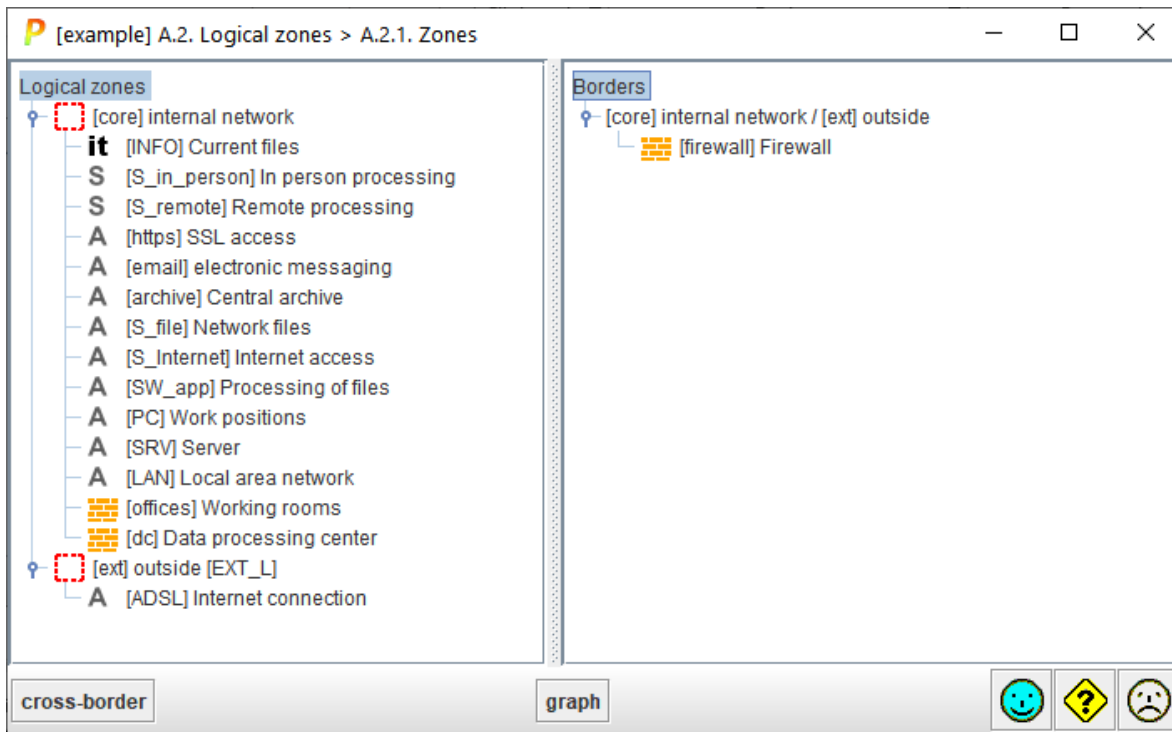 P [example] A.2. Logical zones > A.2.1. Zones
Logical zones
[core] internal network
it [INFO] Current files
S [S_in_person] In person processing
S [S_remote] Remote processing
A [https] SSL access
A [email] electronic messaging
A [archive] Central archive
A [S_file] Network files
A [S_Internet] Internet access
A [SW_app] Processing of files
A [PC] Work positions
A [SRV] Server
A [LAN] Local area network
[offices] Working rooms
[dc] Data processing center
[ext] outside [EXT_L]
A [ADSL] Internet connection
Borders
[core] internal network / [ext] outside
[firewall] Firewall
cross-border
graph
?